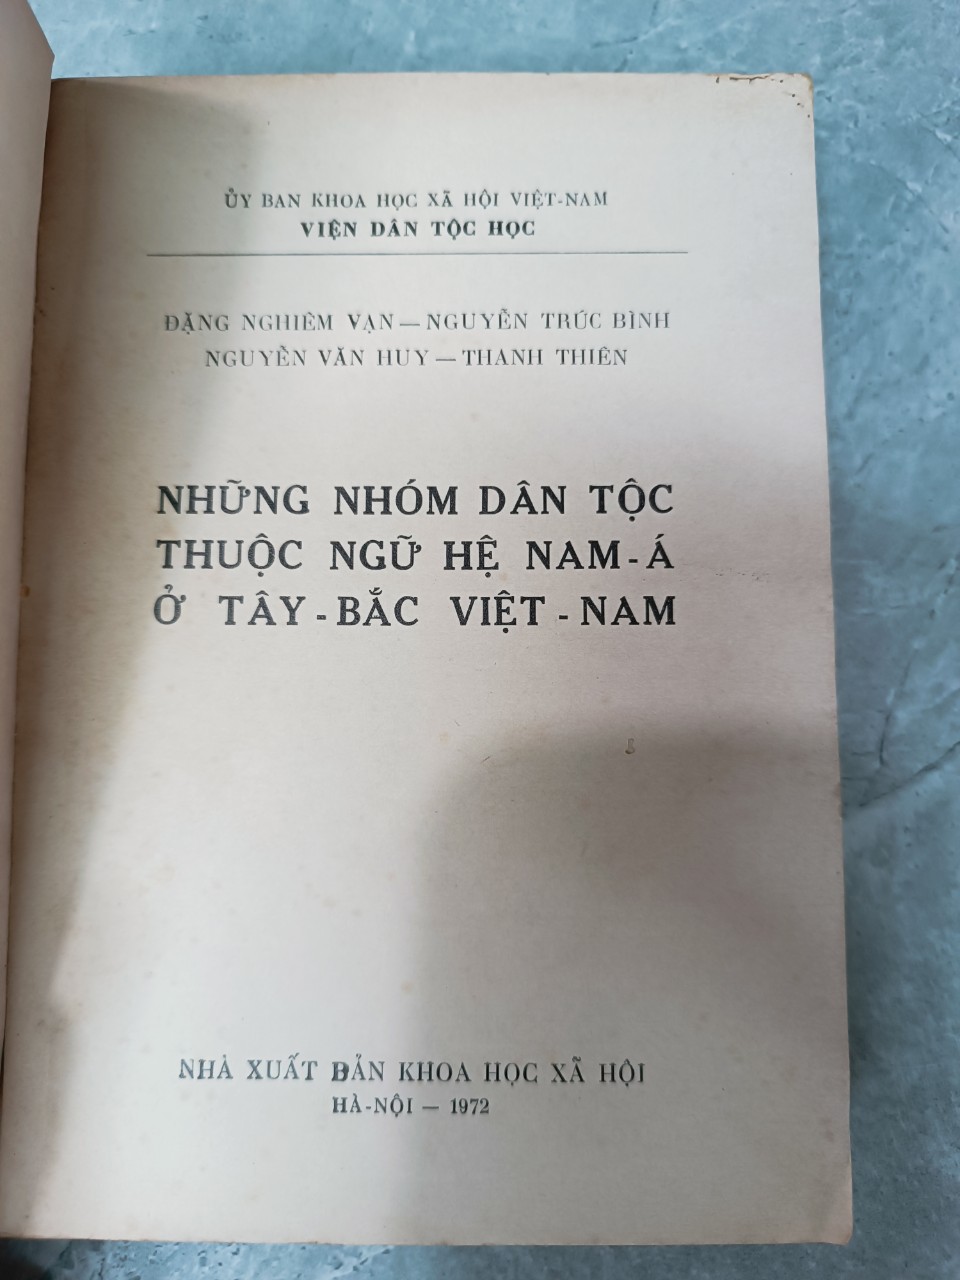 ỦY BAN KHOA HỌC XÃ HỘI VIỆT-NAM
VIỆN DÂN TỘC HỌC
ĐẶNG NGHIÊM VẠN — NGUYỄN TRÚC BÌNH
NGUYỄN VĂN HUY — THANH THIÊN
NHỮNG NHÓM DÂN TỘC
THUỘC NGỮ HỆ NAM - Á
Ở TÂY - BẮC VIỆT - NAM
NHÀ XUẤT BẢN KHOA HỌC XÃ HỘI
HÀ-NỘI — 1972